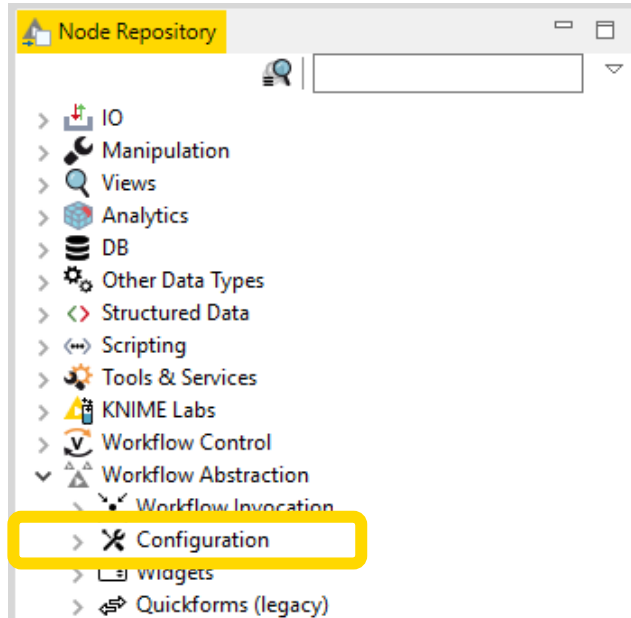 Node Repository
IO
Manipulation
Views
Analytics
DB
Other Data Types
Structured Data
Scripting
Tools & Services
KNIME Labs
Workflow Control
Workflow Abstraction
Workflow Invocation
Configuration
Widgets
Quickforms (legacy)